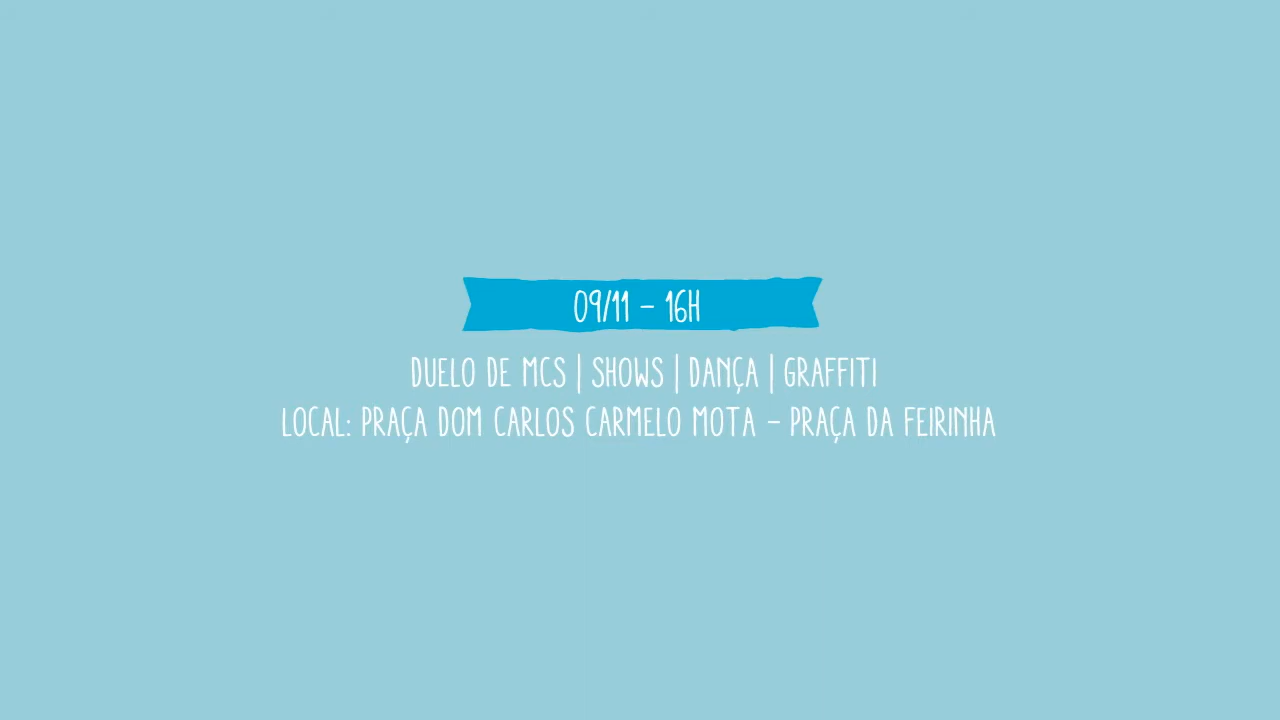 09/11 - 16H
DUELO DE MCS | SHOWS | DANÇA | GRAFFITI
LOCAL: PRAÇA DOM CARLOS CARMELO MOTA - PRAÇA DA FEIRINHA